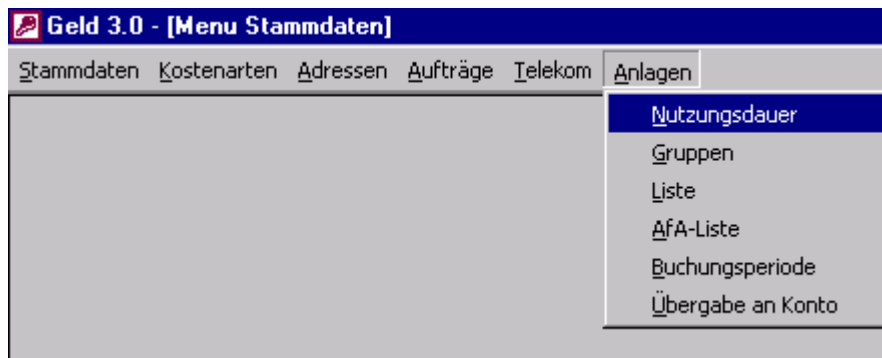 Geld 3.0 - [Menu Stammdaten]
Stammdaten Kostenarten Adressen Aufträge Telekom Anlagen
Nutzungsdauer
Gruppen
Liste
AfA-Liste
Buchungsperiode
Übergabe an Konto